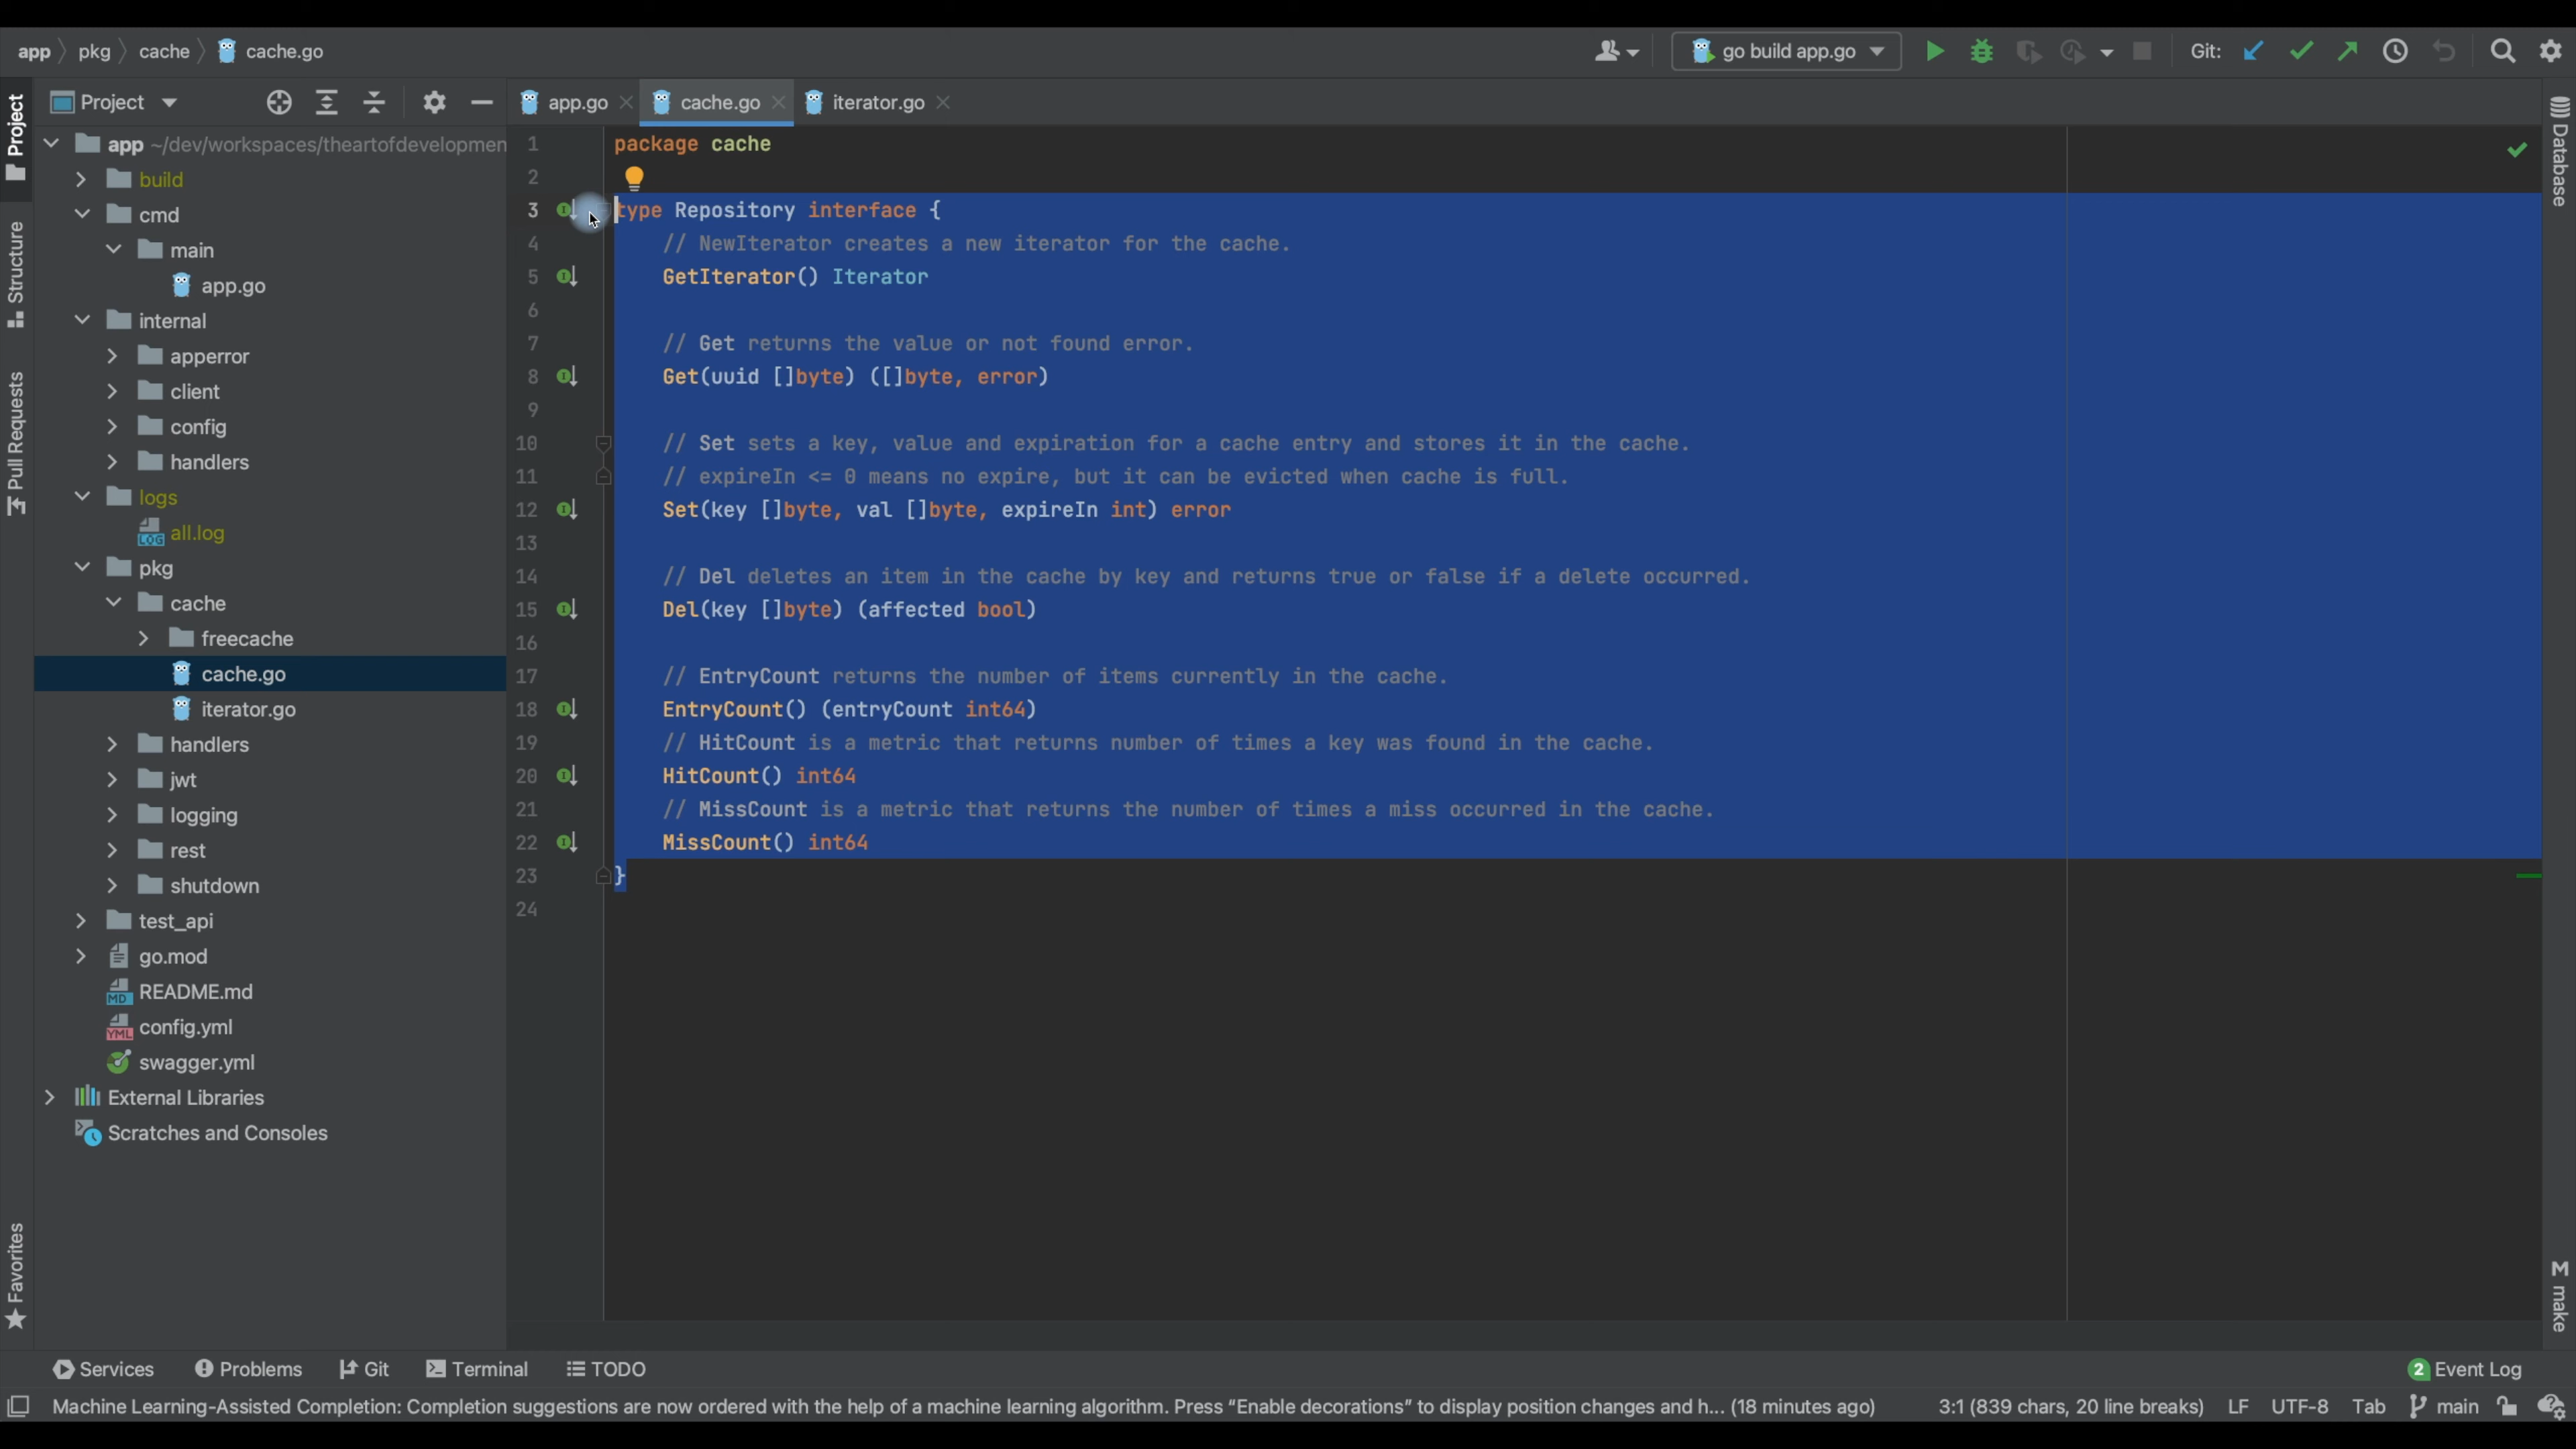 app pkg cache cache.go
go build app.go
Git:
Project
app.go cache.go iterator.go
Project
Structure
Pull Requests
Favorites
Database
make
app ~/dev/workspaces/theartofdevelopmen
build
cmd
main
app.go
internal
apperror
client
config
handlers
logs
all.log
pkg
cache
freecache
cache.go
iterator.go
handlers
jwt
logging
rest
shutdown
test_api
go.mod
README.md
config.yml
swagger.yml
External Libraries
Scratches and Consoles
1 package cache
2
3 type Repository interface {
4 // NewIterator creates a new iterator for the cache.
5 GetIterator() Iterator
6
7 // Get returns the value or not found error.
8 Get(uuid []byte) ([]byte, error)
9
10 // Set sets a key, value and expiration for a cache entry and stores it in the cache.
11 // expireIn <= 0 means no expire, but it can be evicted when cache is full.
12 Set(key []byte, val []byte, expireIn int) error
13
14 // Del deletes an item in the cache by key and returns true or false if a delete occurred.
15 Del(key []byte) (affected bool)
16
17 // EntryCount returns the number of items currently in the cache.
18 EntryCount() (entryCount int64)
19 // HitCount is a metric that returns number of times a key was found in the cache.
20 HitCount() int64
21 // MissCount is a metric that returns the number of times a miss occurred in the cache.
22 MissCount() int64
23 }
24
Services Problems Git Terminal TODO
2 Event Log
Machine Learning-Assisted Completion: Completion suggestions are now ordered with the help of a machine learning algorithm. Press “Enable decorations” to display position changes and h... (18 minutes ago) 3:1 (839 chars, 20 line breaks) LF UTF-8 Tab main